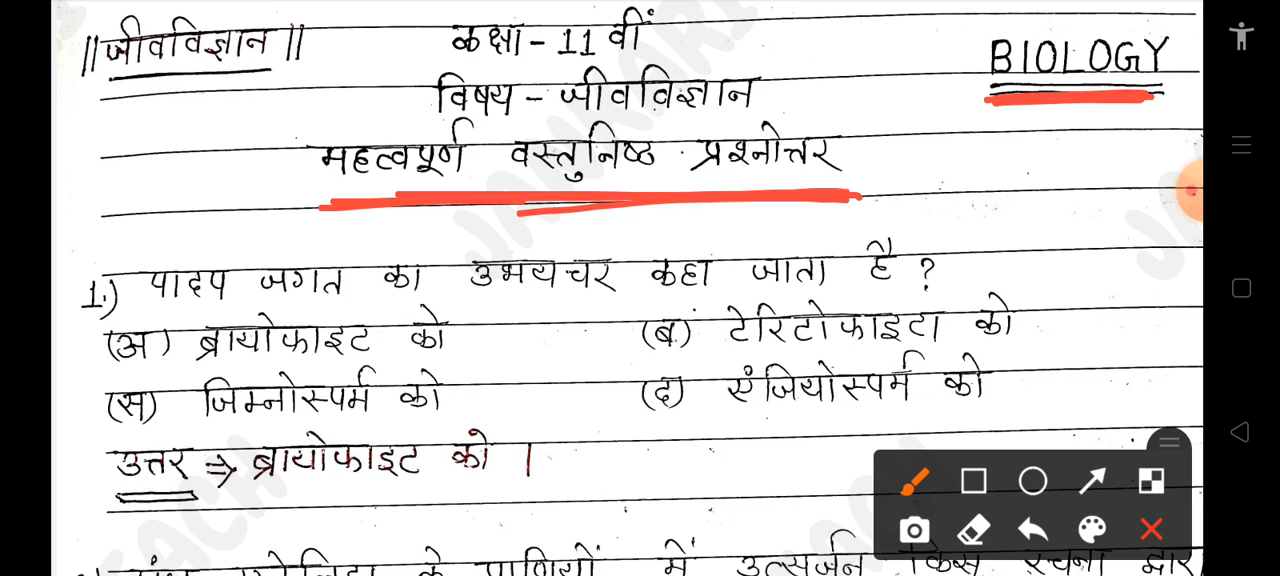 ||जीवविज्ञान||
कक्षा - 11 वीं
BIOLOGY
विषय - जीवविज्ञान
महत्वपूर्ण वस्तुनिष्ठ प्रश्नोत्तर
1.) पादप जगत का उभयचर कहा जाता है ?
(अ) ब्रायोफाइट को (ब) टेरिटोफाइटा को
(स) जिम्नोस्पर्म को (द) एंजियोस्पर्म को
उत्तर ⇒ ब्रायोफाइट को ।
के प्राणियों में उत्सर्जन किस रचना द्वार